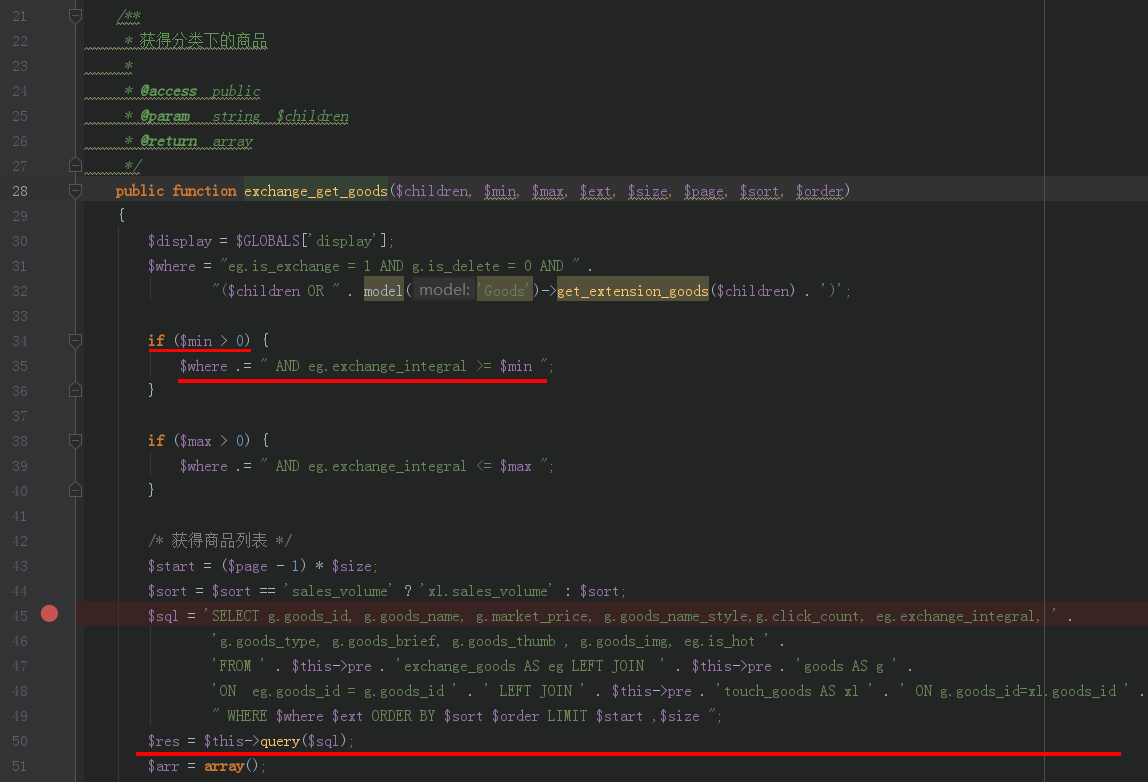 21 /**
22 * 获得分类下的商品
23 *
24 * @access public
25 * @param string $children
26 * @return array
27 */
28 public function exchange_get_goods($children, $min, $max, $ext, $size, $page, $sort, $order)
29 {
30 $display = $GLOBALS['display'];
31 $where = "eg.is_exchange = 1 AND g.is_delete = 0 AND " .
32 "($children OR " . model( model: 'Goods')->get_extension_goods($children) . ')';
33
34 if ($min > 0) {
35 $where .= " AND eg.exchange_integral >= $min ";
36 }
37
38 if ($max > 0) {
39 $where .= " AND eg.exchange_integral <= $max ";
40 }
41
42 /* 获得商品列表 */
43 $start = ($page - 1) * $size;
44 $sort = $sort == 'sales_volume' ? 'xl.sales_volume' : $sort;
45 $sql = 'SELECT g.goods_id, g.goods_name, g.market_price, g.goods_name_style,g.click_count, eg.exchange_integral, ' .
46 'g.goods_type, g.goods_brief, g.goods_thumb , g.goods_img, eg.is_hot ' .
47 'FROM ' . $this->pre . 'exchange_goods AS eg LEFT JOIN  ' . $this->pre . 'goods AS g ' .
48 'ON  eg.goods_id = g.goods_id ' . ' LEFT JOIN ' . $this->pre . 'touch_goods AS xl ' . ' ON g.goods_id=xl.goods_id ' .
49 " WHERE $where $ext ORDER BY $sort $order LIMIT $start ,$size ";
50 $res = $this->query($sql);
51 $arr = array();